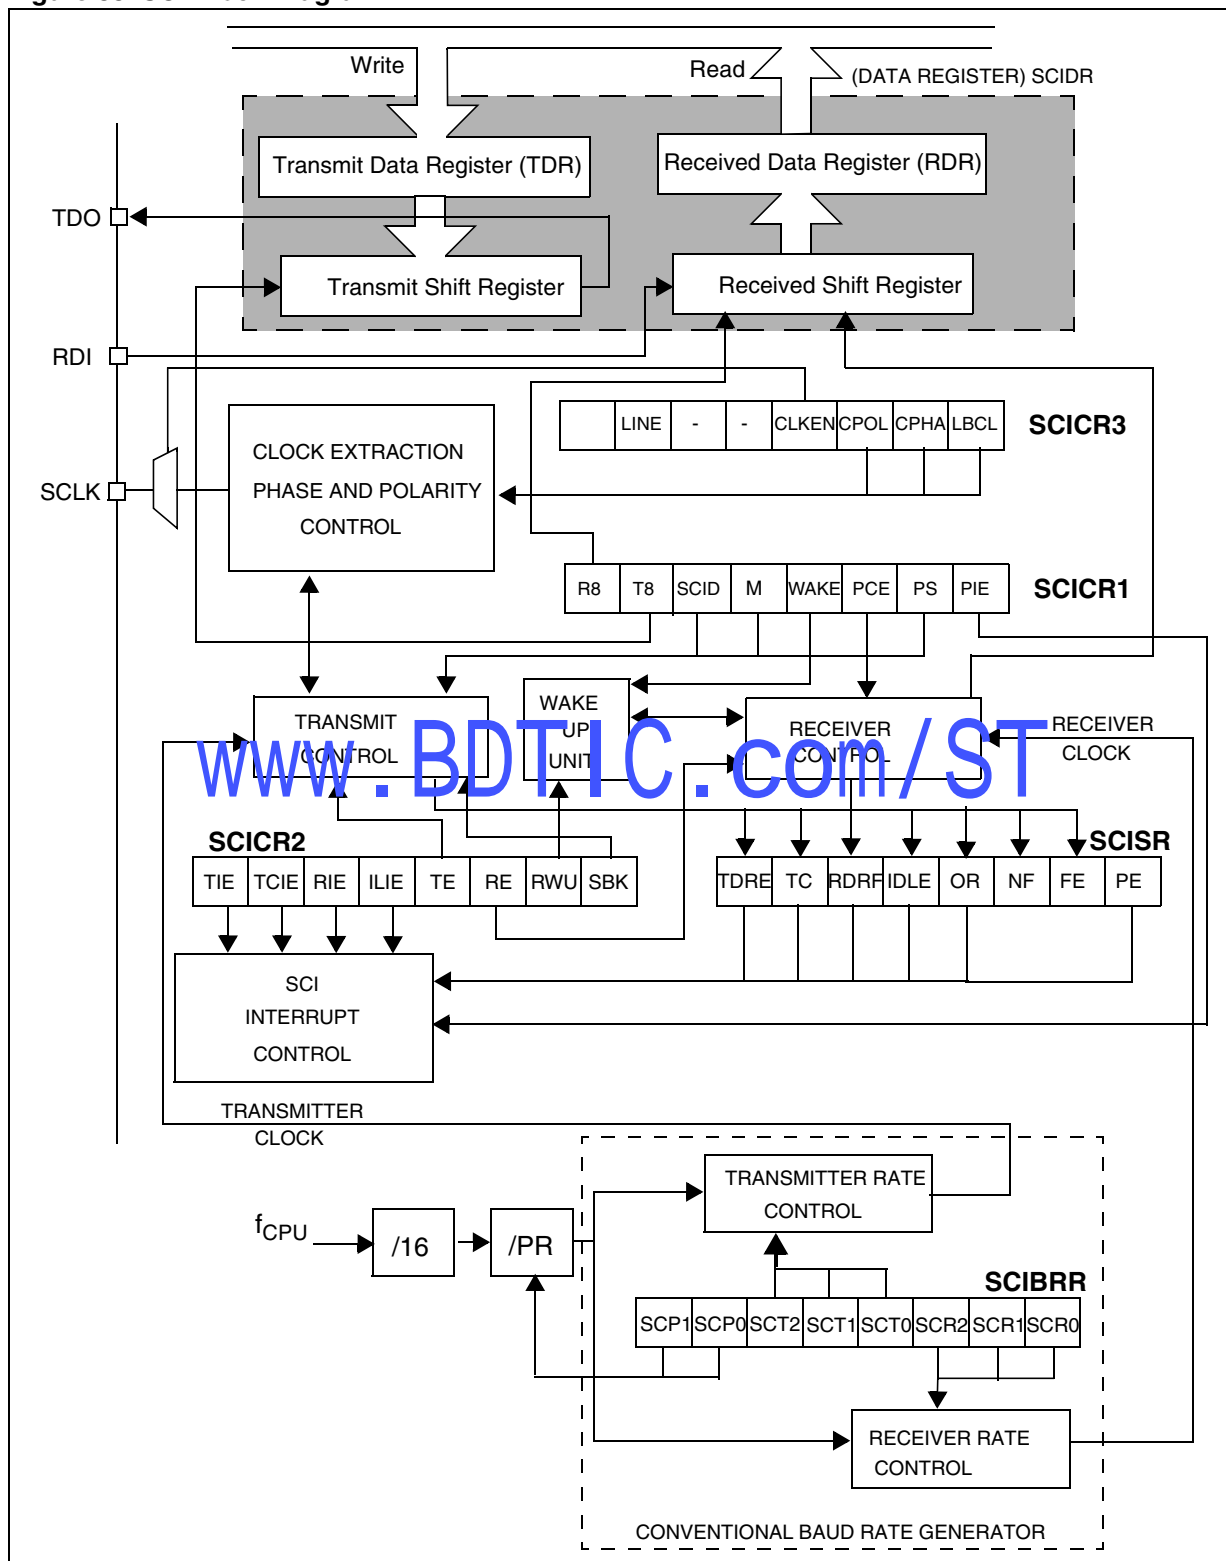 Write
Read
(DATA REGISTER) SCIDR
Transmit Data Register (TDR)
Received Data Register (RDR)
TDO
Transmit Shift Register
Received Shift Register
RDI
LINE - - CLKEN CPOL CPHA LBCL
SCICR3
CLOCK EXTRACTION
PHASE AND POLARITY
CONTROL
SCLK
R8 T8 SCID M WAKE PCE PS PIE
SCICR1
TRANSMIT
CONTROL
WAKE
UP
UNIT
RECEIVER
CONTROL
RECEIVER
CLOCK
www.BDTIC.com/ST
SCICR2
SCISR
TIE TCIE RIE ILIE TE RE RWU SBK
TDRE TC RDRF IDLE OR NF FE PE
SCI
INTERRUPT
CONTROL
TRANSMITTER
CLOCK
TRANSMITTER RATE
CONTROL
fCPU
/16
/PR
SCIBRR
SCP1 SCP0 SCT2 SCT1 SCT0 SCR2 SCR1 SCR0
RECEIVER RATE
CONTROL
CONVENTIONAL BAUD RATE GENERATOR